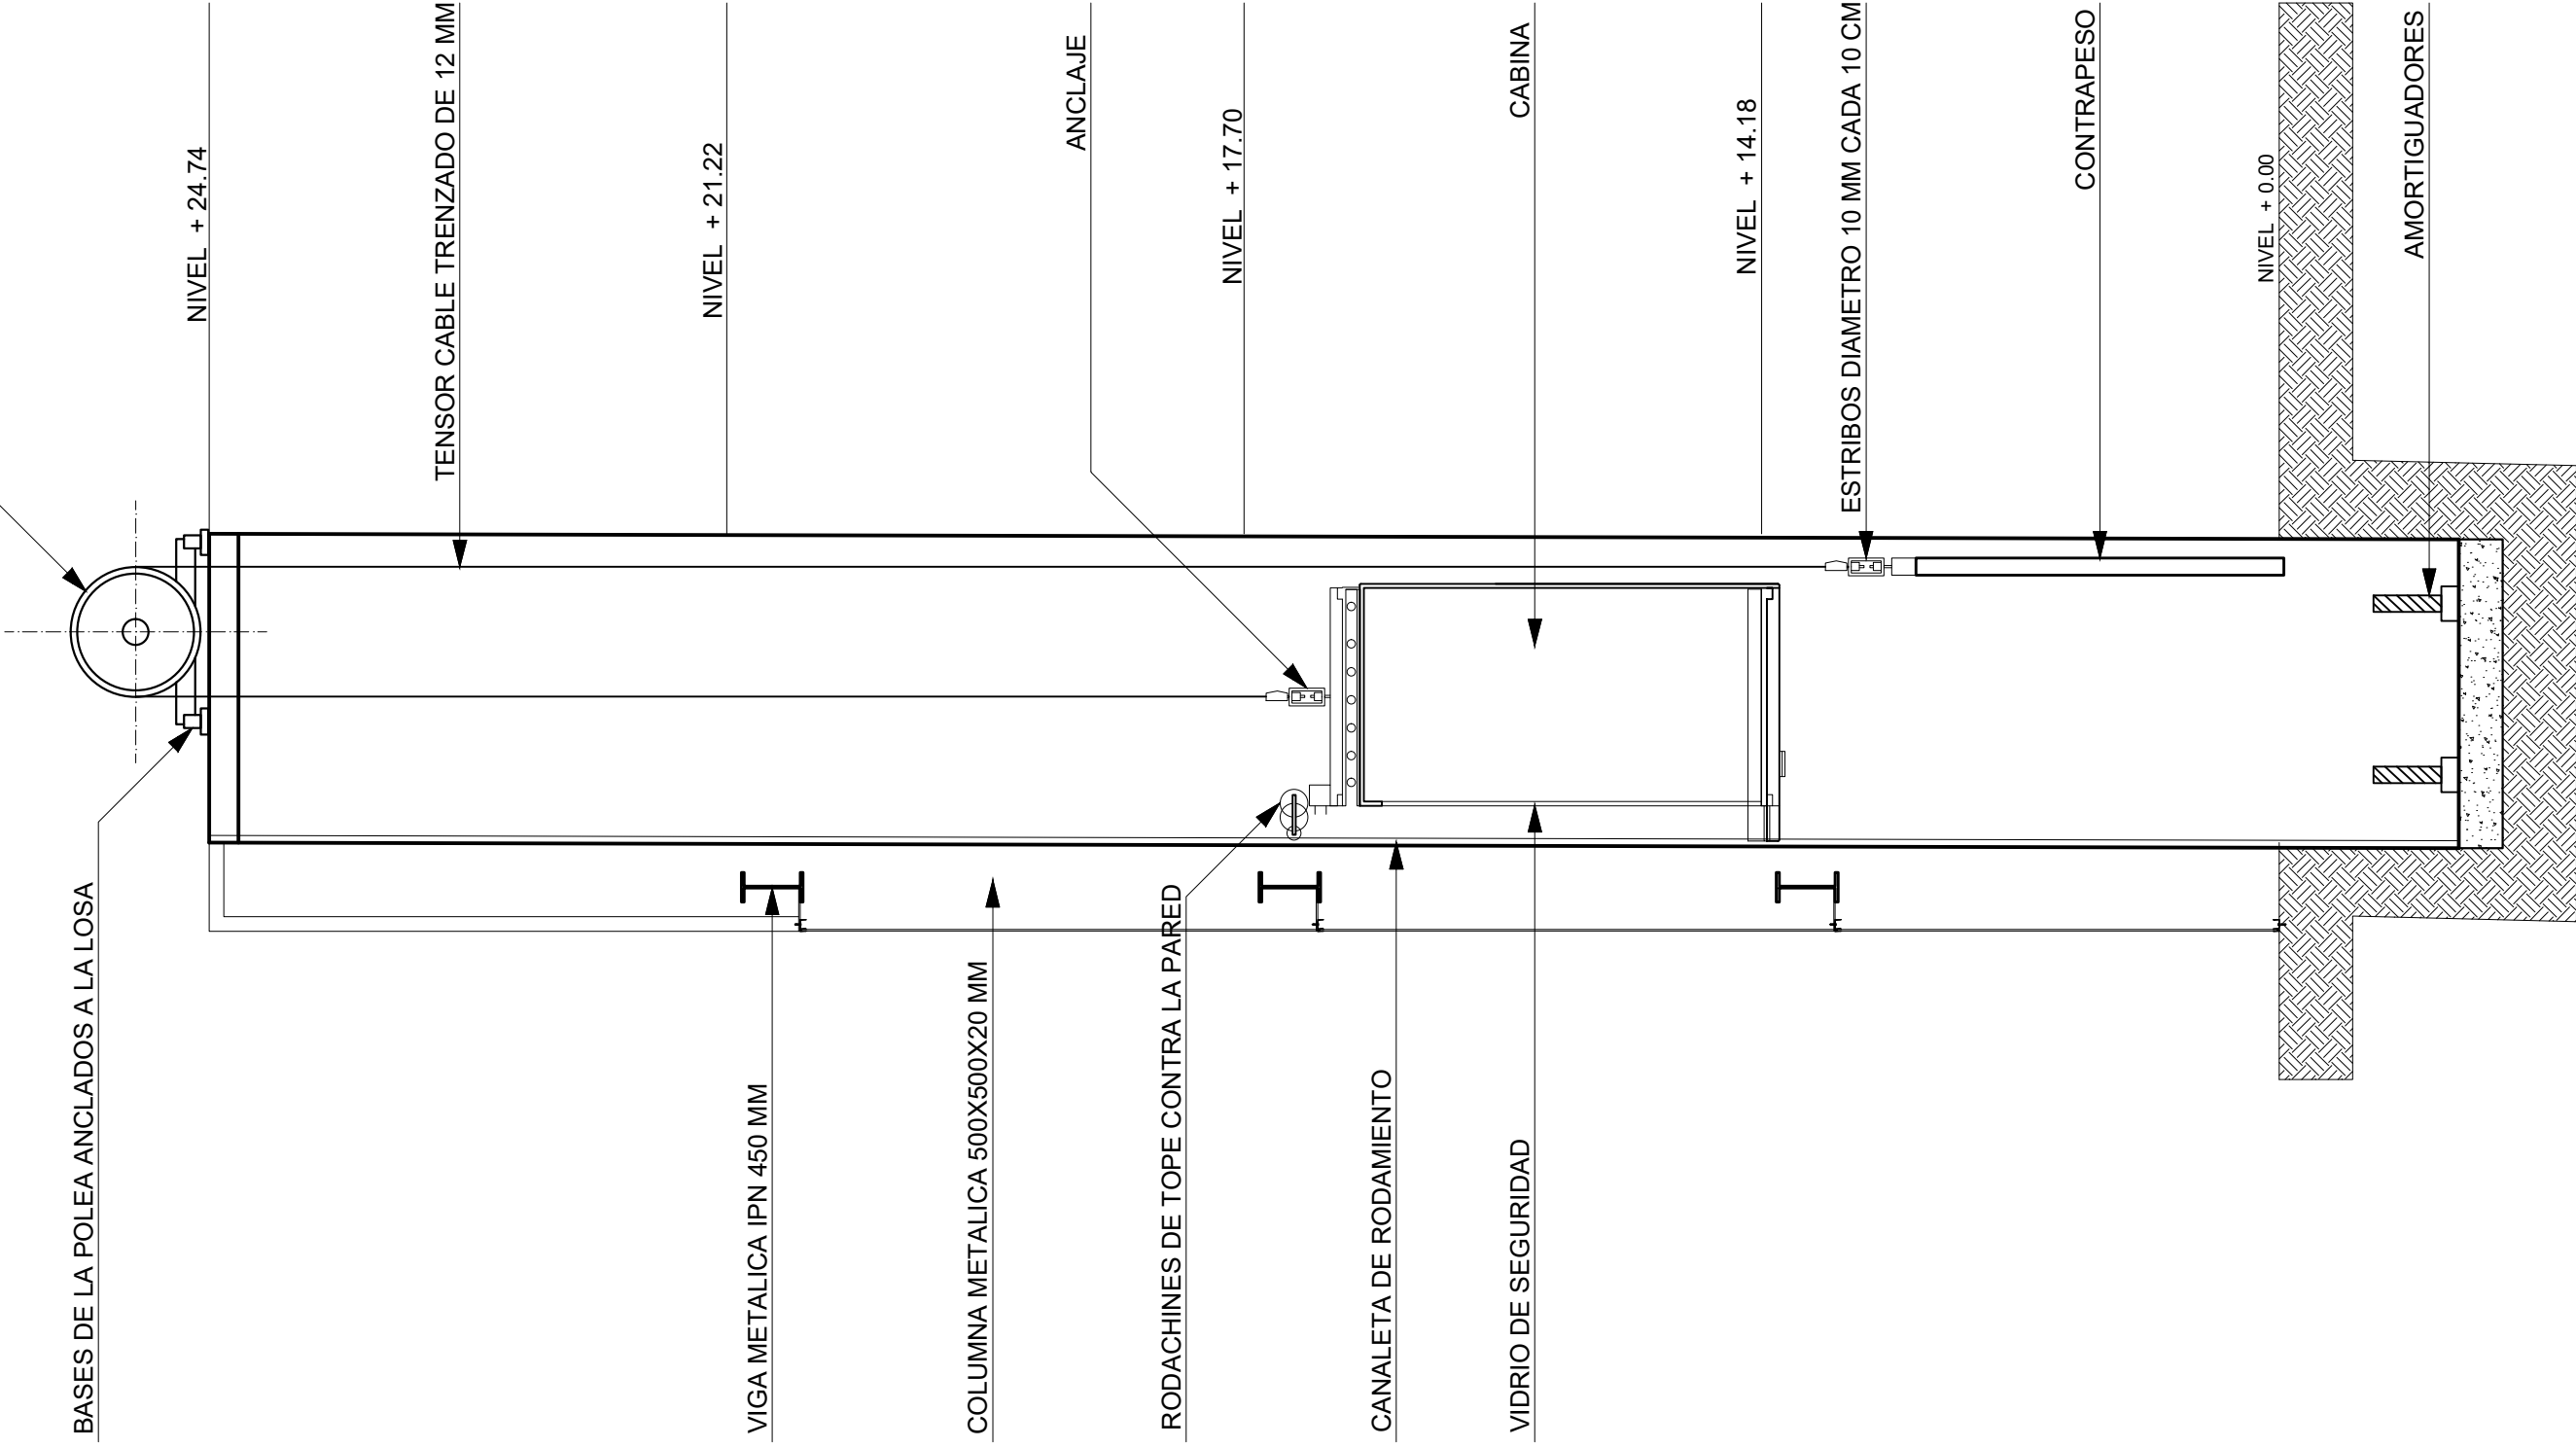 NIVEL + 24.74
TENSOR CABLE TRENZADO DE 12 MM
NIVEL + 21.22
ANCLAJE
NIVEL + 17.70
CABINA
NIVEL + 14.18
ESTRIBOS DIAMETRO 10 MM CADA 10 CM
CONTRAPESO
NIVEL + 0.00
AMORTIGUADORES
BASES DE LA POLEA ANCLADOS A LA LOSA
VIGA METALICA IPN 450 MM
COLUMNA METALICA 500X500X20 MM
RODACHINES DE TOPE CONTRA LA PARED
CANALETA DE RODAMIENTO
VIDRIO DE SEGURIDAD